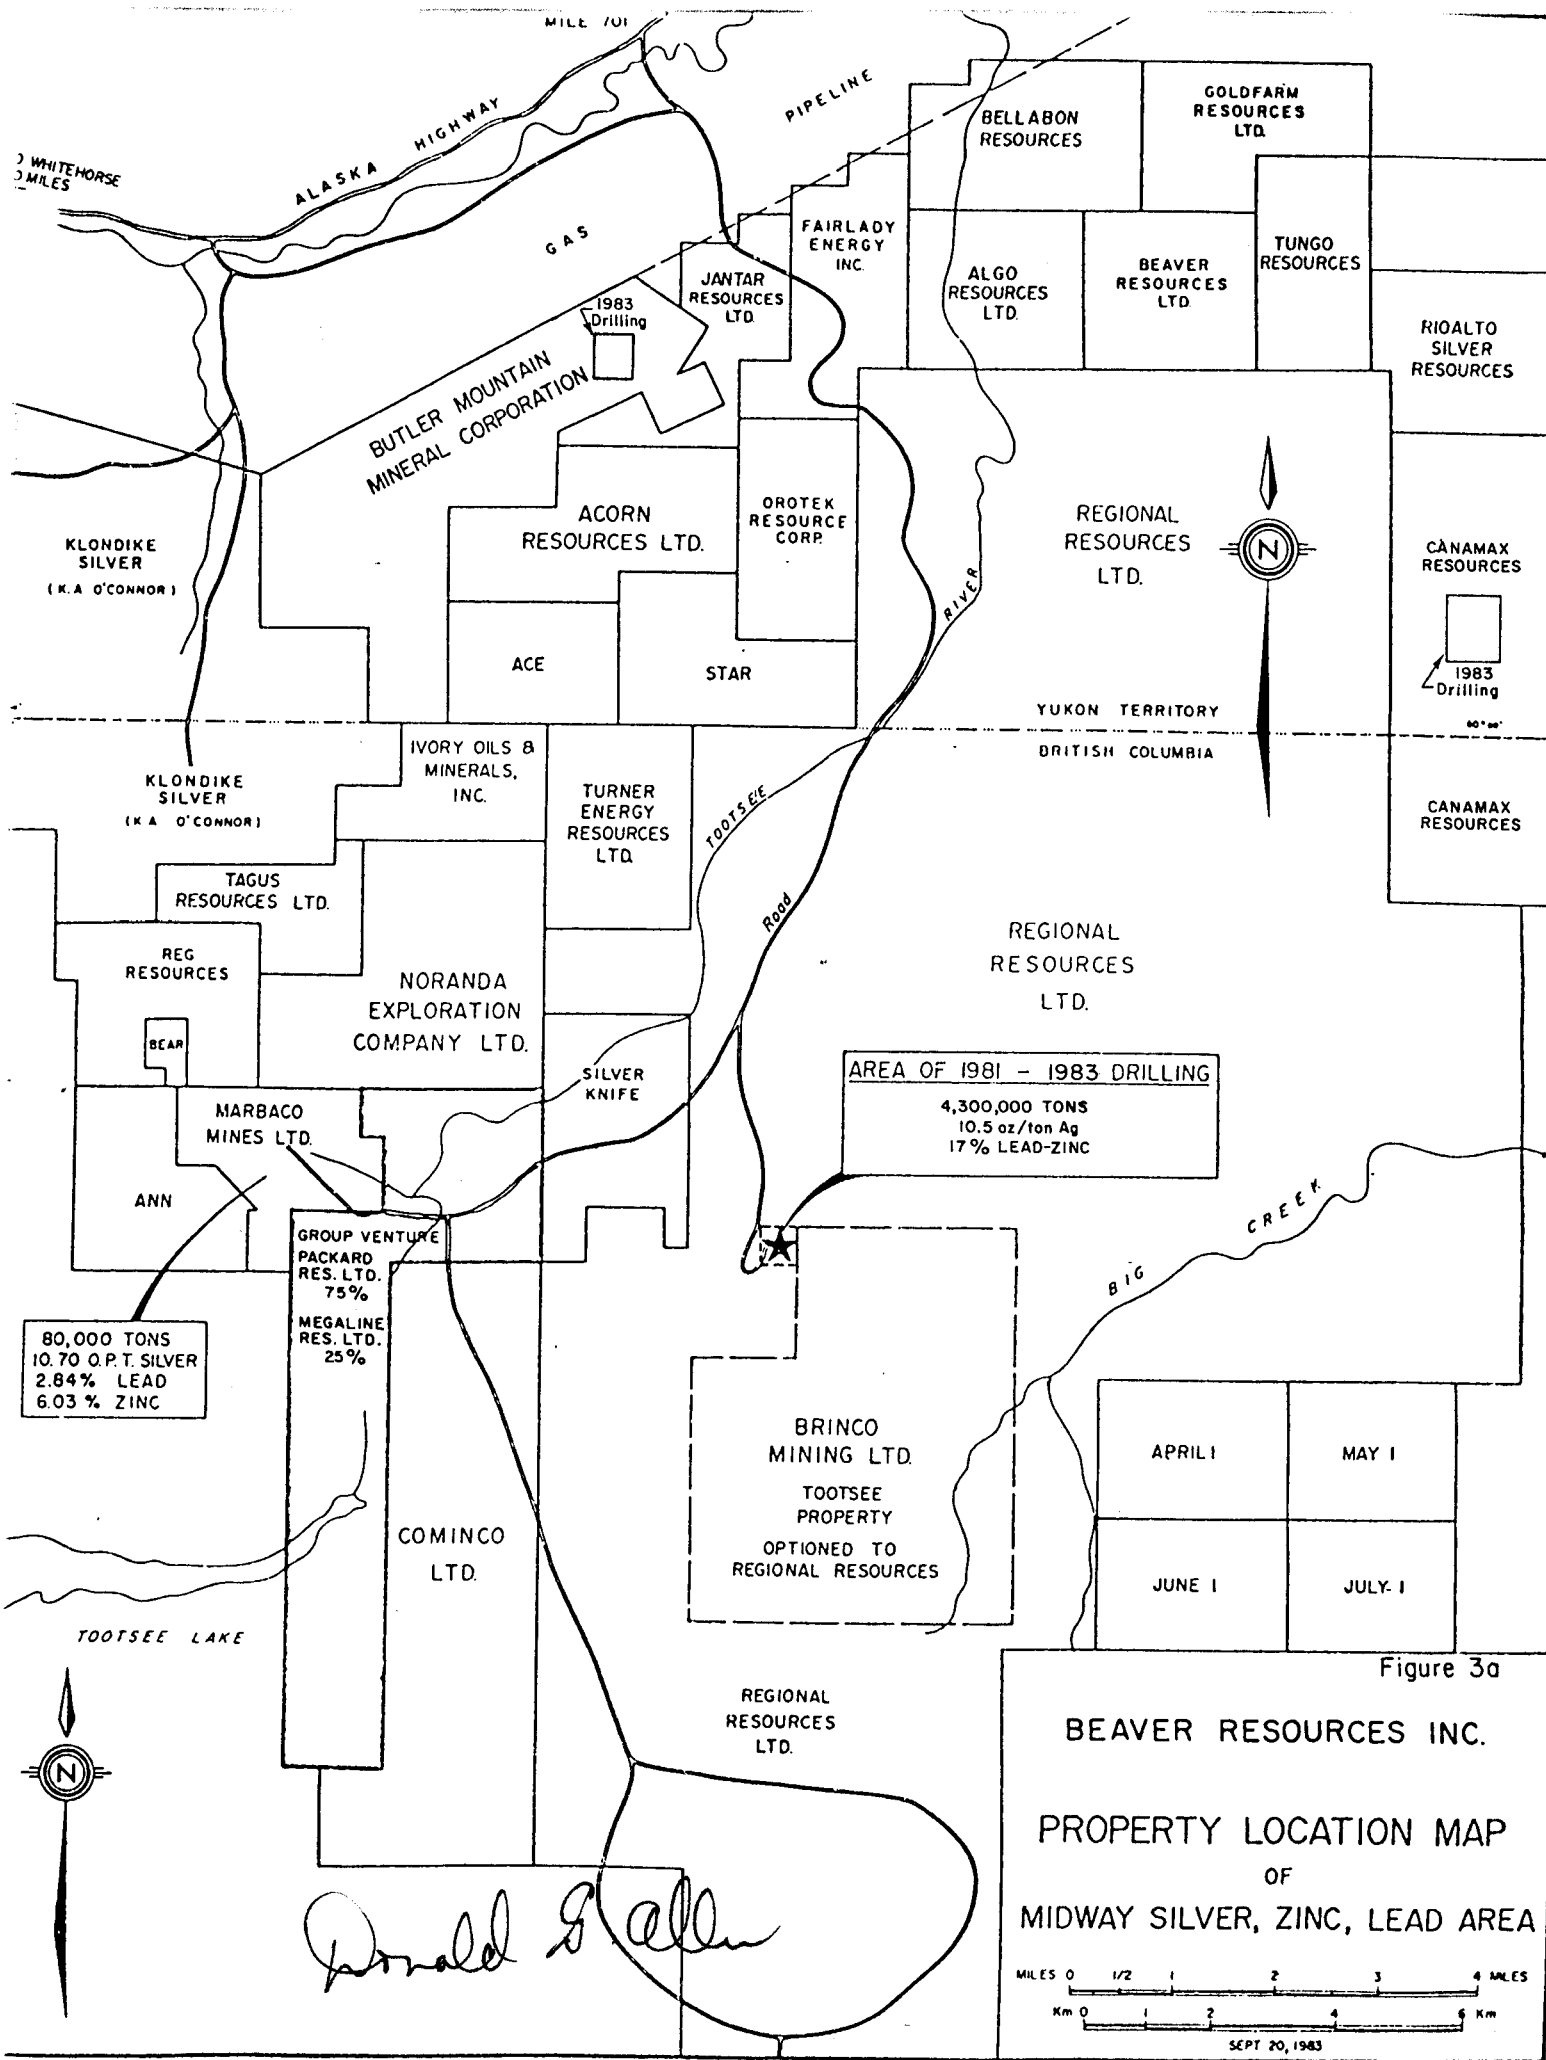 MILE 701
ALASKA HIGHWAY
WHITEHORSE
MILES
GAS PIPELINE
BELLABON
RESOURCES
GOLDFARM
RESOURCES
LTD.
FAIRLADY
ENERGY
INC.
JANTAR
RESOURCES
LTD.
ALGO
RESOURCES
LTD.
BEAVER
RESOURCES
LTD.
TUNGO
RESOURCES
RIOALTO
SILVER
RESOURCES
1983
Drilling
BUTLER MOUNTAIN
MINERAL CORPORATION
ACORN
RESOURCES LTD.
OROTEK
RESOURCE
CORP.
REGIONAL
RESOURCES
LTD.
N
CANAMAX
RESOURCES
1983
Drilling
KLONDIKE
SILVER
(K.A O'CONNOR)
ACE
STAR
RIVER
YUKON TERRITORY
60°00'
BRITISH COLUMBIA
KLONDIKE
SILVER
(K A O'CONNOR)
IVORY OILS &
MINERALS,
INC.
TURNER
ENERGY
RESOURCES
LTD.
TOOTSEE
Road
CANAMAX
RESOURCES
TAGUS
RESOURCES LTD.
REG
RESOURCES
BEAR
NORANDA
EXPLORATION
COMPANY LTD.
REGIONAL
RESOURCES
LTD.
SILVER
KNIFE
AREA OF 1981 - 1983 DRILLING
4,300,000 TONS
10.5 oz/ton Ag
17% LEAD-ZINC
MARBACO
MINES LTD.
ANN
GROUP VENTURE
PACKARD
RES. LTD.
75%
MEGALINE
RES. LTD.
25%
BIG CREEK
80,000 TONS
10.70 O.P.T. SILVER
2.84% LEAD
6.03 % ZINC
BRINCO
MINING LTD.
TOOTSEE
PROPERTY
OPTIONED TO
REGIONAL RESOURCES
APRIL 1
MAY 1
JUNE 1
JULY-1
COMINCO
LTD.
TOOTSEE LAKE
N
REGIONAL
RESOURCES
LTD.
Figure 3a
BEAVER RESOURCES INC.
PROPERTY LOCATION MAP
OF
MIDWAY SILVER, ZINC, LEAD AREA
MILES 0 1/2 1 2 3 4 MILES
Km 0 1 2 4 6 Km
SEPT 20, 1983
Donald G Allen